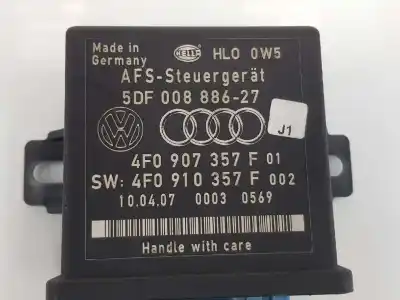 Made in
Germany
HELLA
HLO 0W5
AFS-Steuergerät
5DF 008 886-27
J1
4F0 907 357 F 01
SW: 4F0 910 357 F 002
10.04.07 0003 0569
Handle with care